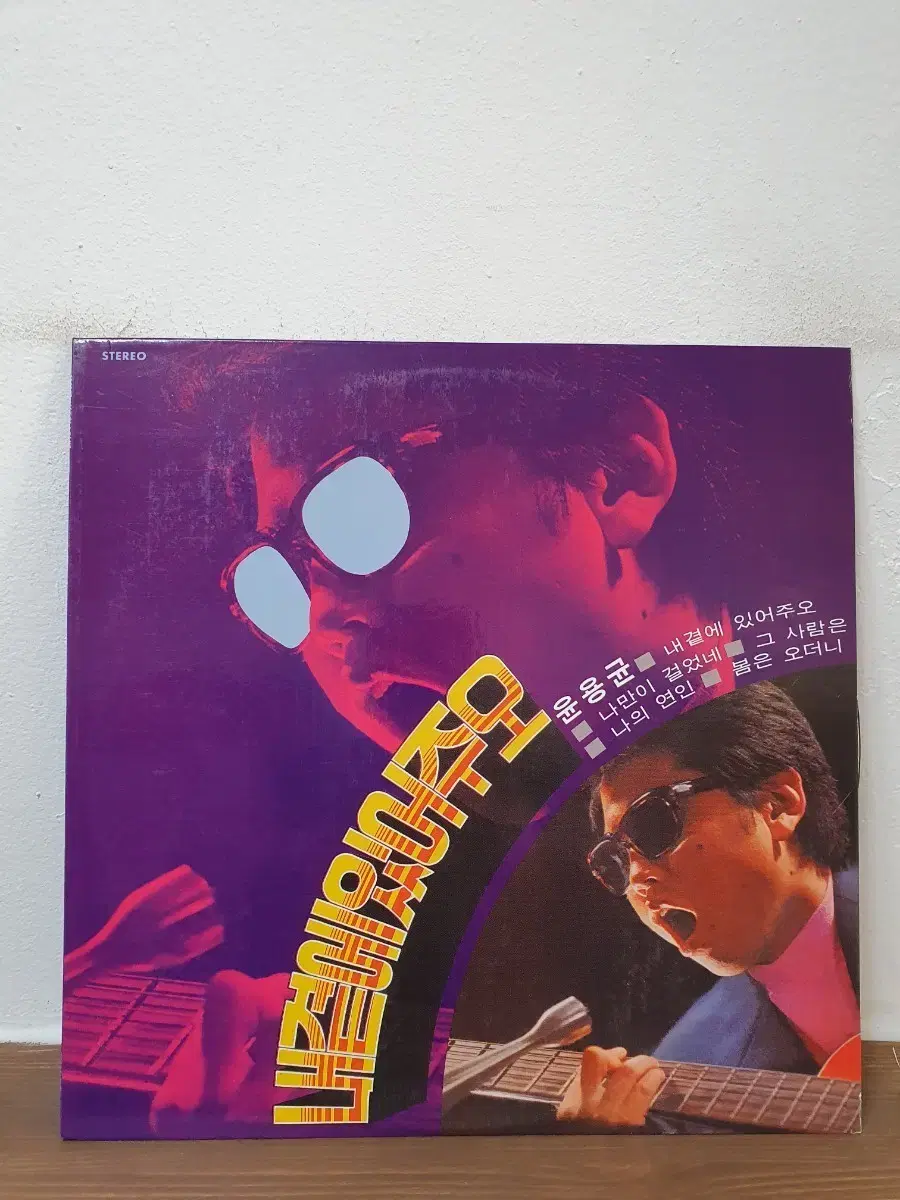 STEREO
윤용균 ■ 내곁에 있어주오
■ 나만이 걸었네 ■ 그 사람은
■ 나의 연인 ■ 봄은 오더니
내곁에있어주오